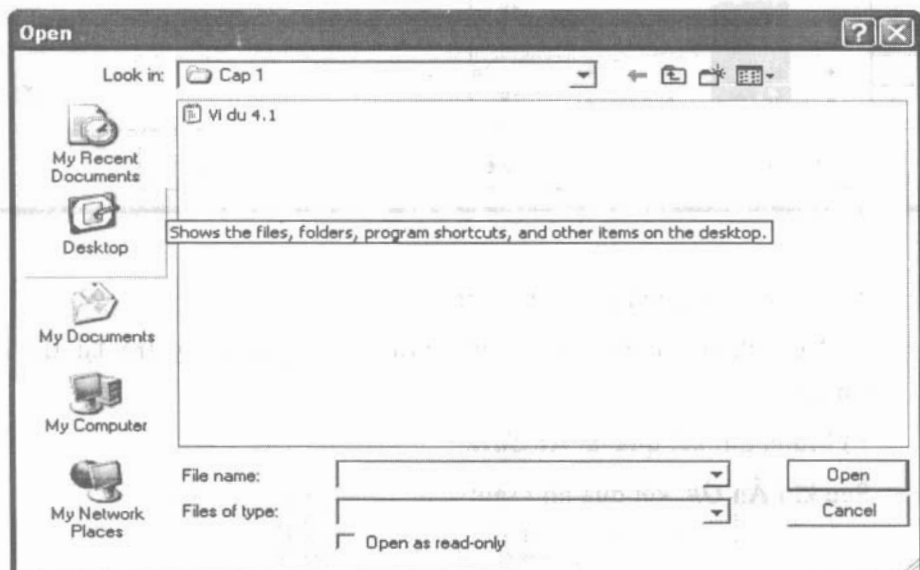 Open
Look in: Cap 1
Vi du 4.1
My Recent
Documents
Desktop
Shows the files, folders, program shortcuts, and other items on the desktop.
My Documents
My Computer
My Network
Places
File name:
Open
Files of type:
Cancel
Open as read-only